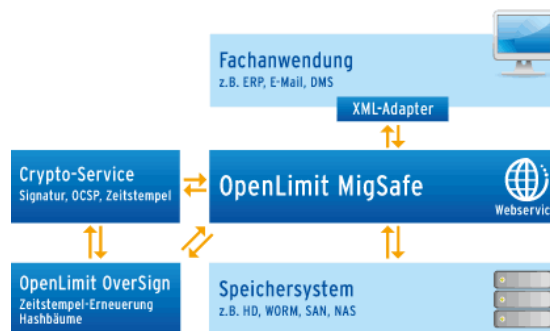 Fachanwendung
z.B. ERP, E-Mail, DMS
XML-Adapter
Crypto-Service
Signatur, OCSP, Zeitstempel
OpenLimit MigSafe
Webservic
OpenLimit OverSign
Zeitstempel-Erneuerung
Hashbäume
Speichersystem
z.B. HD, WORM, SAN, NAS